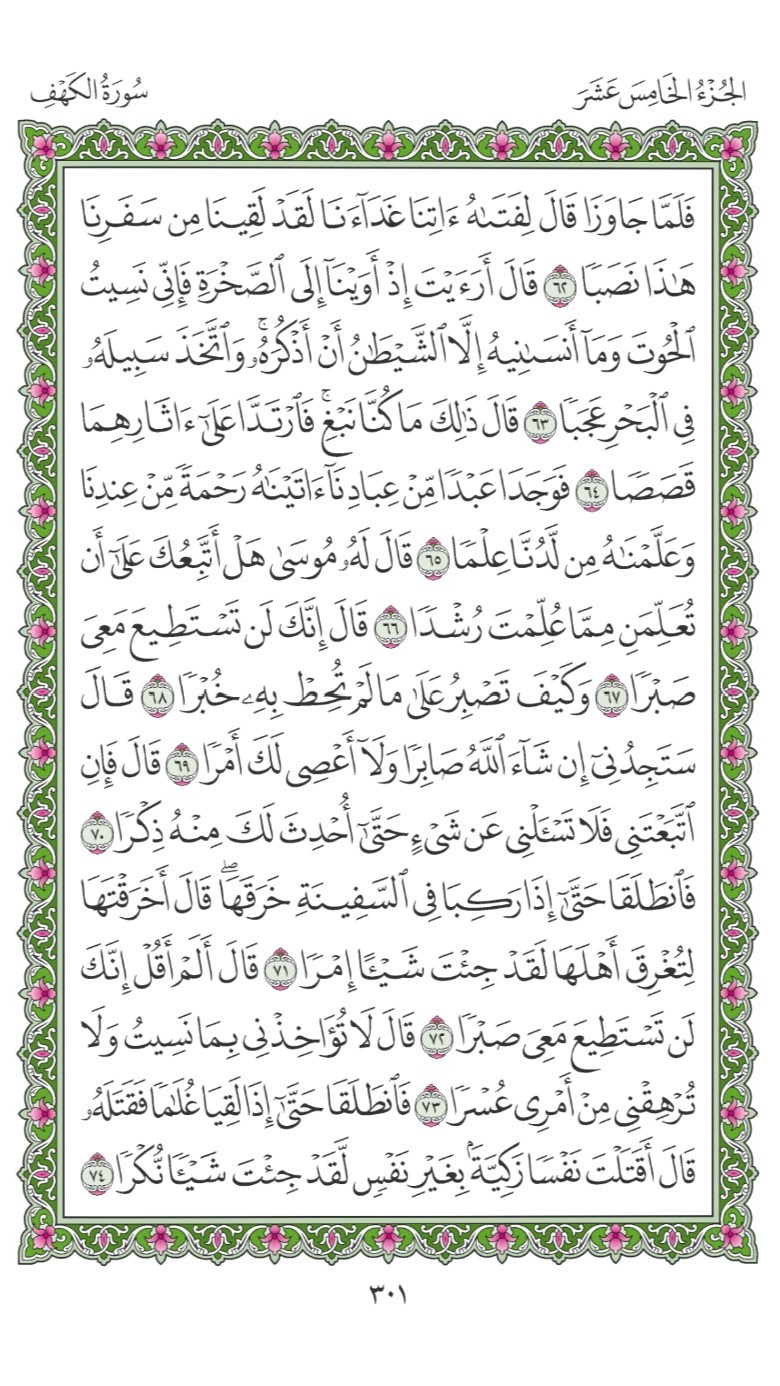 الجُزْءُ الخَامِسَ عَشَرَ
سُورَةُ الكَهْفِ
فَلَمَّا جَاوَزَا قَالَ لِفَتَىٰهُ ءَاتِنَا غَدَآءَنَا لَقَدْ لَقِينَا مِن سَفَرِنَا
هَٰذَا نَصَبٗا ٦٢ قَالَ أَرَءَيۡتَ إِذۡ أَوَيۡنَآ إِلَى ٱلصَّخۡرَةِ فَإِنِّي نَسِيتُ
ٱلۡحُوتَ وَمَآ أَنسَىٰنِيهُ إِلَّا ٱلشَّيۡطَٰنُ أَنۡ أَذۡكُرَهُۥۚ وَٱتَّخَذَ سَبِيلَهُۥ
فِي ٱلۡبَحۡرِ عَجَبٗا ٦٣ قَالَ ذَٰلِكَ مَا كُنَّا نَبۡغِۚ فَٱرۡتَدَّا عَلَىٰٓ ءَاثَارِهِمَا
قَصَصٗا ٦٤ فَوَجَدَا عَبۡدٗا مِّنۡ عِبَادِنَآ ءَاتَيۡنَٰهُ رَحۡمَةٗ مِّنۡ عِندِنَا
وَعَلَّمۡنَٰهُ مِن لَّدُنَّا عِلۡمٗا ٦٥ قَالَ لَهُۥ مُوسَىٰ هَلۡ أَتَّبِعُكَ عَلَىٰٓ أَن
تُعَلِّمَنِ مِمَّا عُلِّمۡتَ رُشۡدٗا ٦٦ قَالَ إِنَّكَ لَن تَسۡتَطِيعَ مَعِيَ
صَبۡرٗا ٦٧ وَكَيۡفَ تَصۡبِرُ عَلَىٰ مَا لَمۡ تُحِطۡ بِهِۦ خُبۡرٗا ٦٨ قَالَ
سَتَجِدُنِيٓ إِن شَآءَ ٱللَّهُ صَابِرٗا وَلَآ أَعۡصِي لَكَ أَمۡرٗا ٦٩ قَالَ فَإِنِ
ٱتَّبَعۡتَنِي فَلَا تَسۡـَٔلۡنِي عَن شَيۡءٍ حَتَّىٰٓ أُحۡدِثَ لَكَ مِنۡهُ ذِكۡرٗا ٧٠
فَٱنطَلَقَا حَتَّىٰٓ إِذَا رَكِبَا فِي ٱلسَّفِينَةِ خَرَقَهَاۖ قَالَ أَخَرَقۡتَهَا
لِتُغۡرِقَ أَهۡلَهَا لَقَدۡ جِئۡتَ شَيۡـًٔا إِمۡرٗا ٧١ قَالَ أَلَمۡ أَقُلۡ إِنَّكَ
لَن تَسۡتَطِيعَ مَعِيَ صَبۡرٗا ٧٢ قَالَ لَا تُؤَاخِذۡنِي بِمَا نَسِيتُ وَلَا
تُرۡهِقۡنِي مِنۡ أَمۡرِي عُسۡرٗا ٧٣ فَٱنطَلَقَا حَتَّىٰٓ إِذَا لَقِيَا غُلَٰمٗا فَقَتَلَهُۥ
قَالَ أَقَتَلۡتَ نَفۡسٗا زَكِيَّةَۢ بِغَيۡرِ نَفۡسٖ لَّقَدۡ جِئۡتَ شَيۡـٔٗا نُّكۡرٗا ٧٤
٣٠١